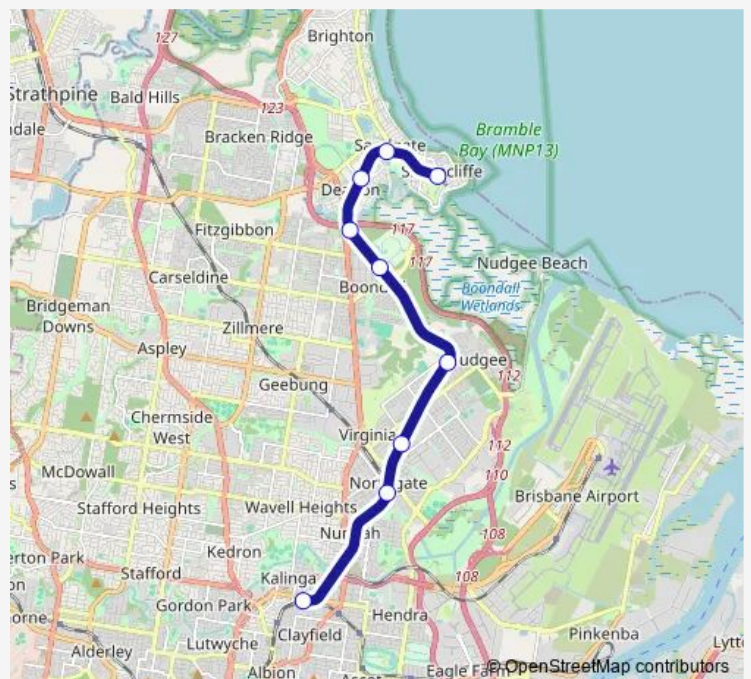 Brighton
127
Strathpine
Bald Hills
123
Bramble
Bay (MNP13)
Bracken Ridge
Fitzgibbon
117
117
Nudgee Beach
Carseldine
Boondall
Wetlands
Bridgeman
Downs
Zillmere
Aspley
112
Geebung
Chermside
West
Virginia
112
McDowall
110
Brisbane Airport
Stafford Heights
Wavell Heights
108
Kedron
Stafford
Kalinga
108
Gordon Park
Hendra
Clayfield
Pinkenba
Lutwyche
Alderley
Albion
Eagle Farm
© OpenStreetMap contributors